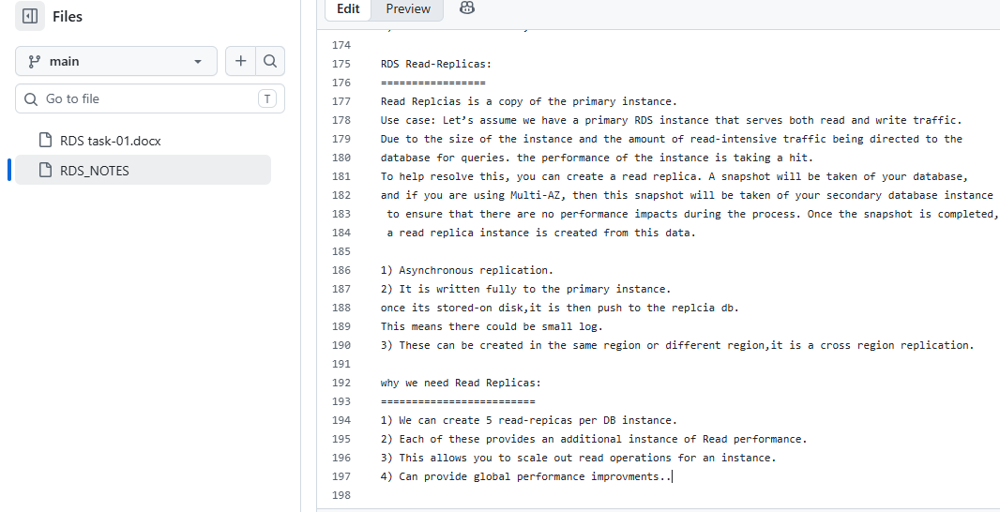 Files
main
Go to file
T
RDS task-01.docx
RDS_NOTES
Edit
Preview
174
175 RDS Read-Replicas:
176 =================
177 Read Replcias is a copy of the primary instance.
178 Use case: Let’s assume we have a primary RDS instance that serves both read and write traffic.
179 Due to the size of the instance and the amount of read-intensive traffic being directed to the
180 database for queries. the performance of the instance is taking a hit.
181 To help resolve this, you can create a read replica. A snapshot will be taken of your database,
182 and if you are using Multi-AZ, then this snapshot will be taken of your secondary database instance
183 to ensure that there are no performance impacts during the process. Once the snapshot is completed,
184 a read replica instance is created from this data.
185
186 1) Asynchronous replication.
187 2) It is written fully to the primary instance.
188 once its stored-on disk,it is then push to the replcia db.
189 This means there could be small log.
190 3) These can be created in the same region or different region,it is a cross region replication.
191
192 why we need Read Replicas:
193 =========================
194 1) We can create 5 read-repicas per DB instance.
195 2) Each of these provides an additional instance of Read performance.
196 3) This allows you to scale out read operations for an instance.
197 4) Can provide global performance improvments..
198